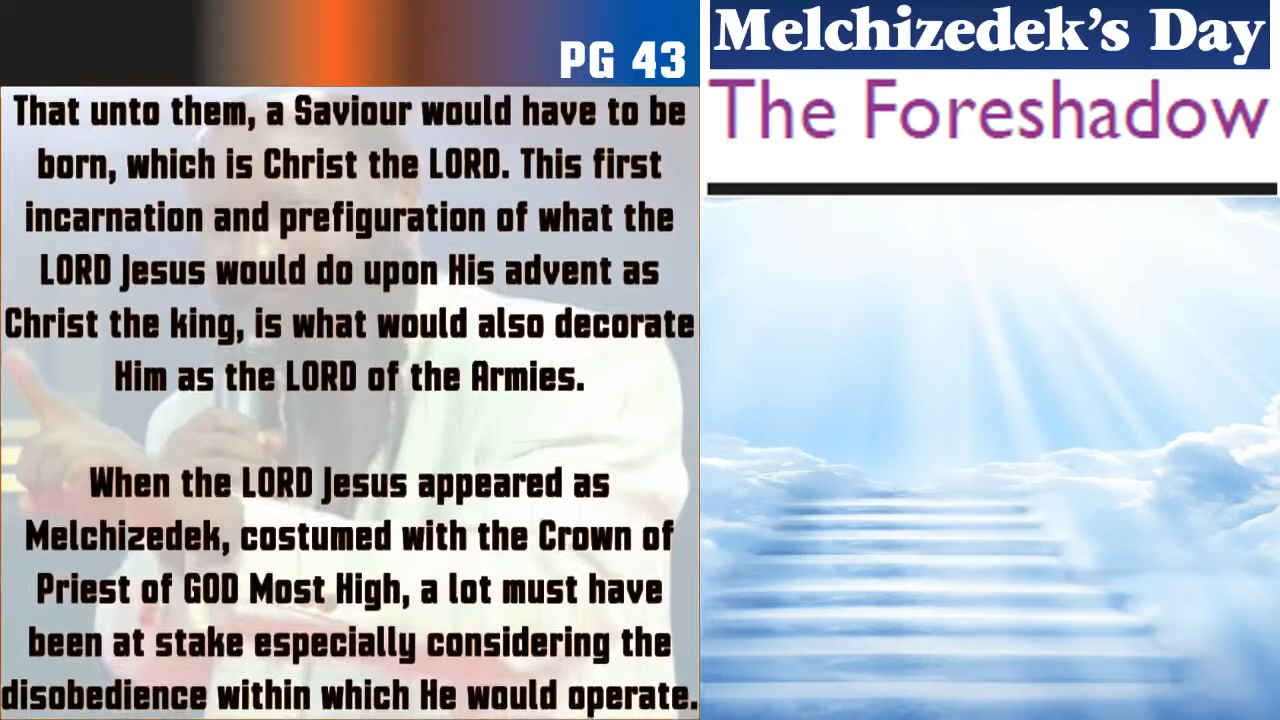 PG 43
That unto them, a Saviour would have to be
born, which is Christ the LORD. This first
incarnation and prefiguration of what the
LORD Jesus would do upon His advent as
Christ the king, is what would also decorate
Him as the LORD of the Armies.
When the LORD Jesus appeared as
Melchizedek, costumed with the Crown of
Priest of GOD Most High, a lot must have
been at stake especially considering the
disobedience within which He would operate.
Melchizedek's Day
The Foreshadow